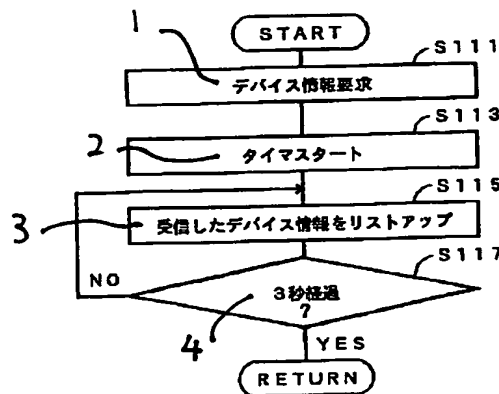 START
1
S111
デバイス情報要求
S113
2
タイマスタート
S115
3
受信したデバイス情報をリストアップ
S117
NO
3秒経過
?
4
YES
RETURN